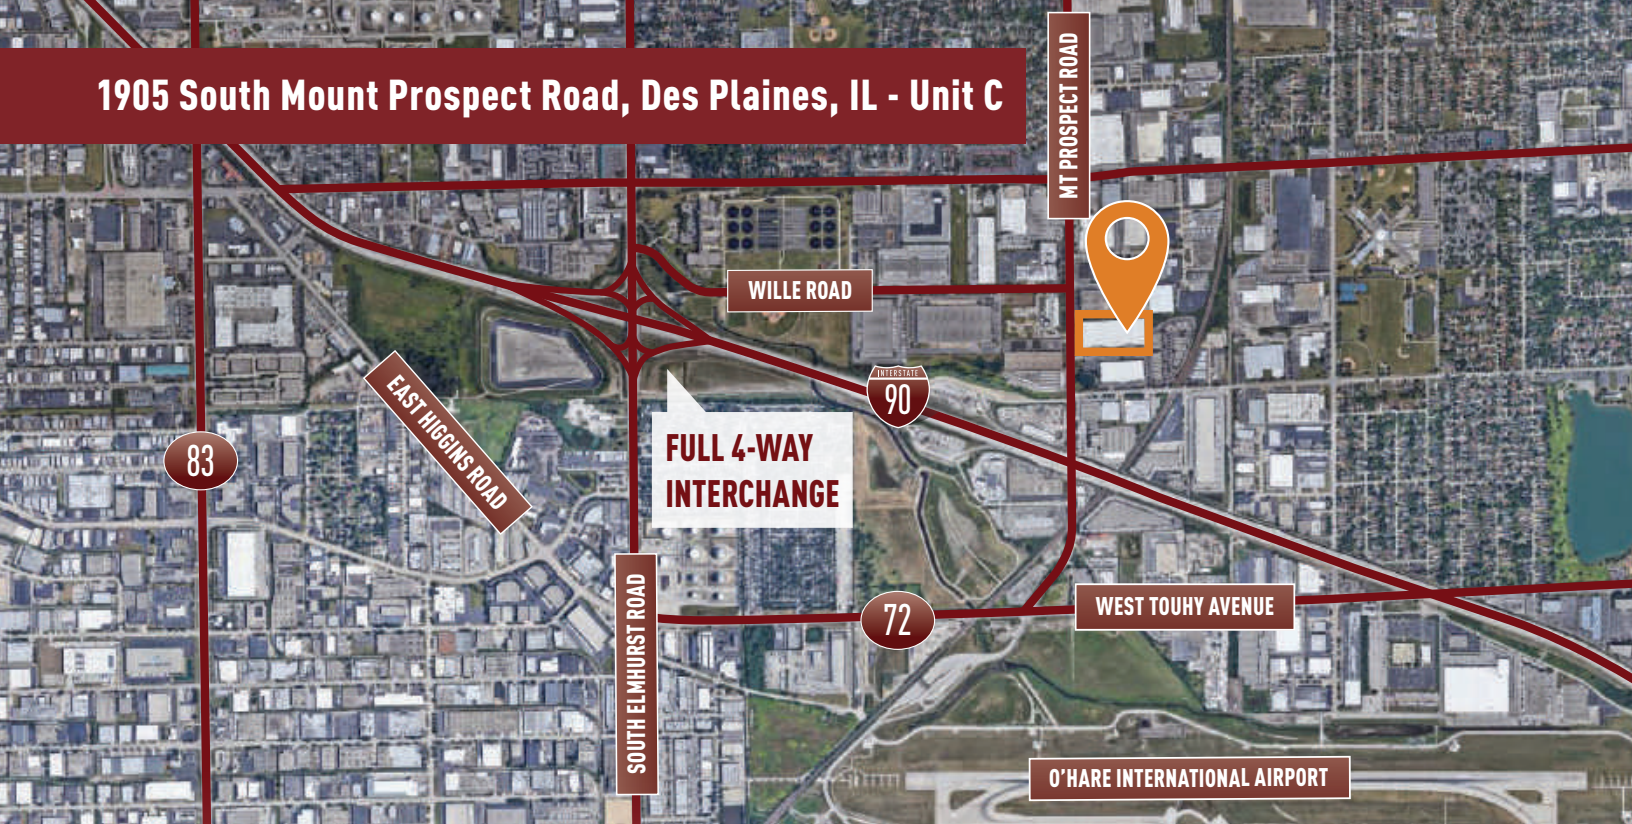 1905 South Mount Prospect Road, Des Plaines, IL - Unit C
MT PROSPECT ROAD
WILLE ROAD
INTERSTATE
90
EAST HIGGINS ROAD
83
FULL 4-WAY
INTERCHANGE
SOUTH ELMHURST ROAD
72
WEST TOUHY AVENUE
O'HARE INTERNATIONAL AIRPORT